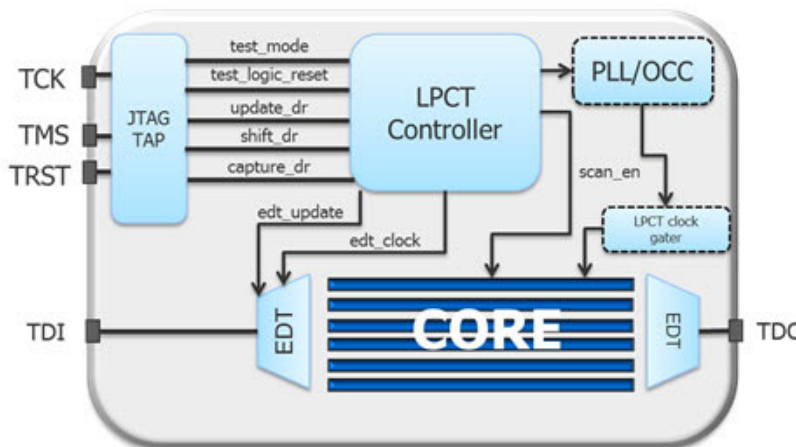 test_mode
PLL/OCC
TCK
test_logic_reset
LPCT
Controller
JTAG
TAP
update_dr
TMS
shift_dr
TRST
capture_dr
scan_en
edt_update
LPCT clock
gater
edt_clock
TDI
EDT
CORE
EDT
TDO